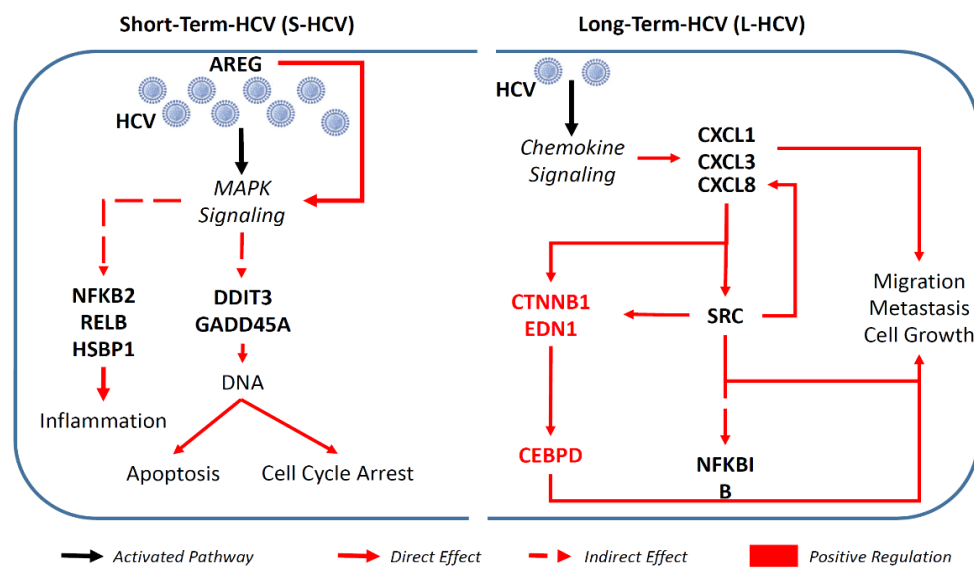 Short-Term-HCV (S-HCV)
AREG
HCV
MAPK
Signaling
NFKB2
RELB
HSBP1
DDIT3
GADD45A
DNA
Inflammation
Apoptosis
Cell Cycle Arrest
Long-Term-HCV (L-HCV)
HCV
Chemokine
Signaling
CXCL1
CXCL3
CXCL8
CTNNB1
EDN1
SRC
Migration
Metastasis
Cell Growth
CEBPD
NFKBI
B
Activated Pathway
Direct Effect
Indirect Effect
Positive Regulation